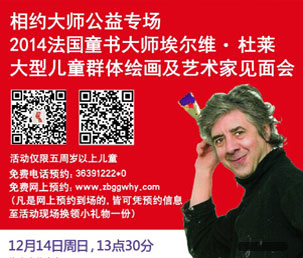 相约大师公益专场
2014法国童书大师埃尔维·杜莱
大型儿童群体绘画及艺术家见面会
活动仅限五周岁以上儿童
免费电话预约：36391222*0
免费网上预约：www.zbggwhy.com
（凡是网上预约到场的，皆可凭预约信息
至活动现场换领小礼物一份）
12月14日周日，13点30分